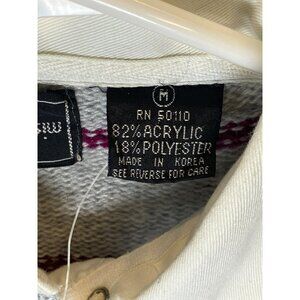 M
RN 50110
82% ACRYLIC
18% POLYESTER
MADE IN KOREA
SEE REVERSE FOR CARE